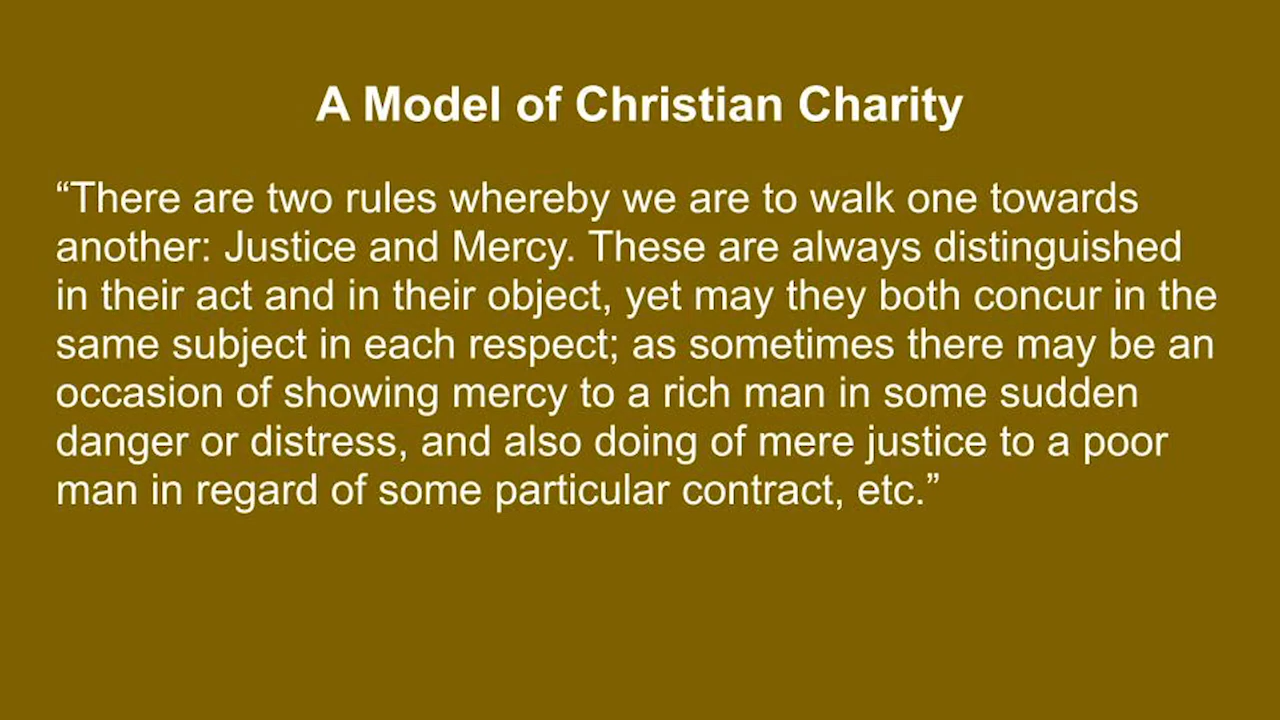 A Model of Christian Charity
“There are two rules whereby we are to walk one towards
another: Justice and Mercy. These are always distinguished
in their act and in their object, yet may they both concur in the
same subject in each respect; as sometimes there may be an
occasion of showing mercy to a rich man in some sudden
danger or distress, and also doing of mere justice to a poor
man in regard of some particular contract, etc.”